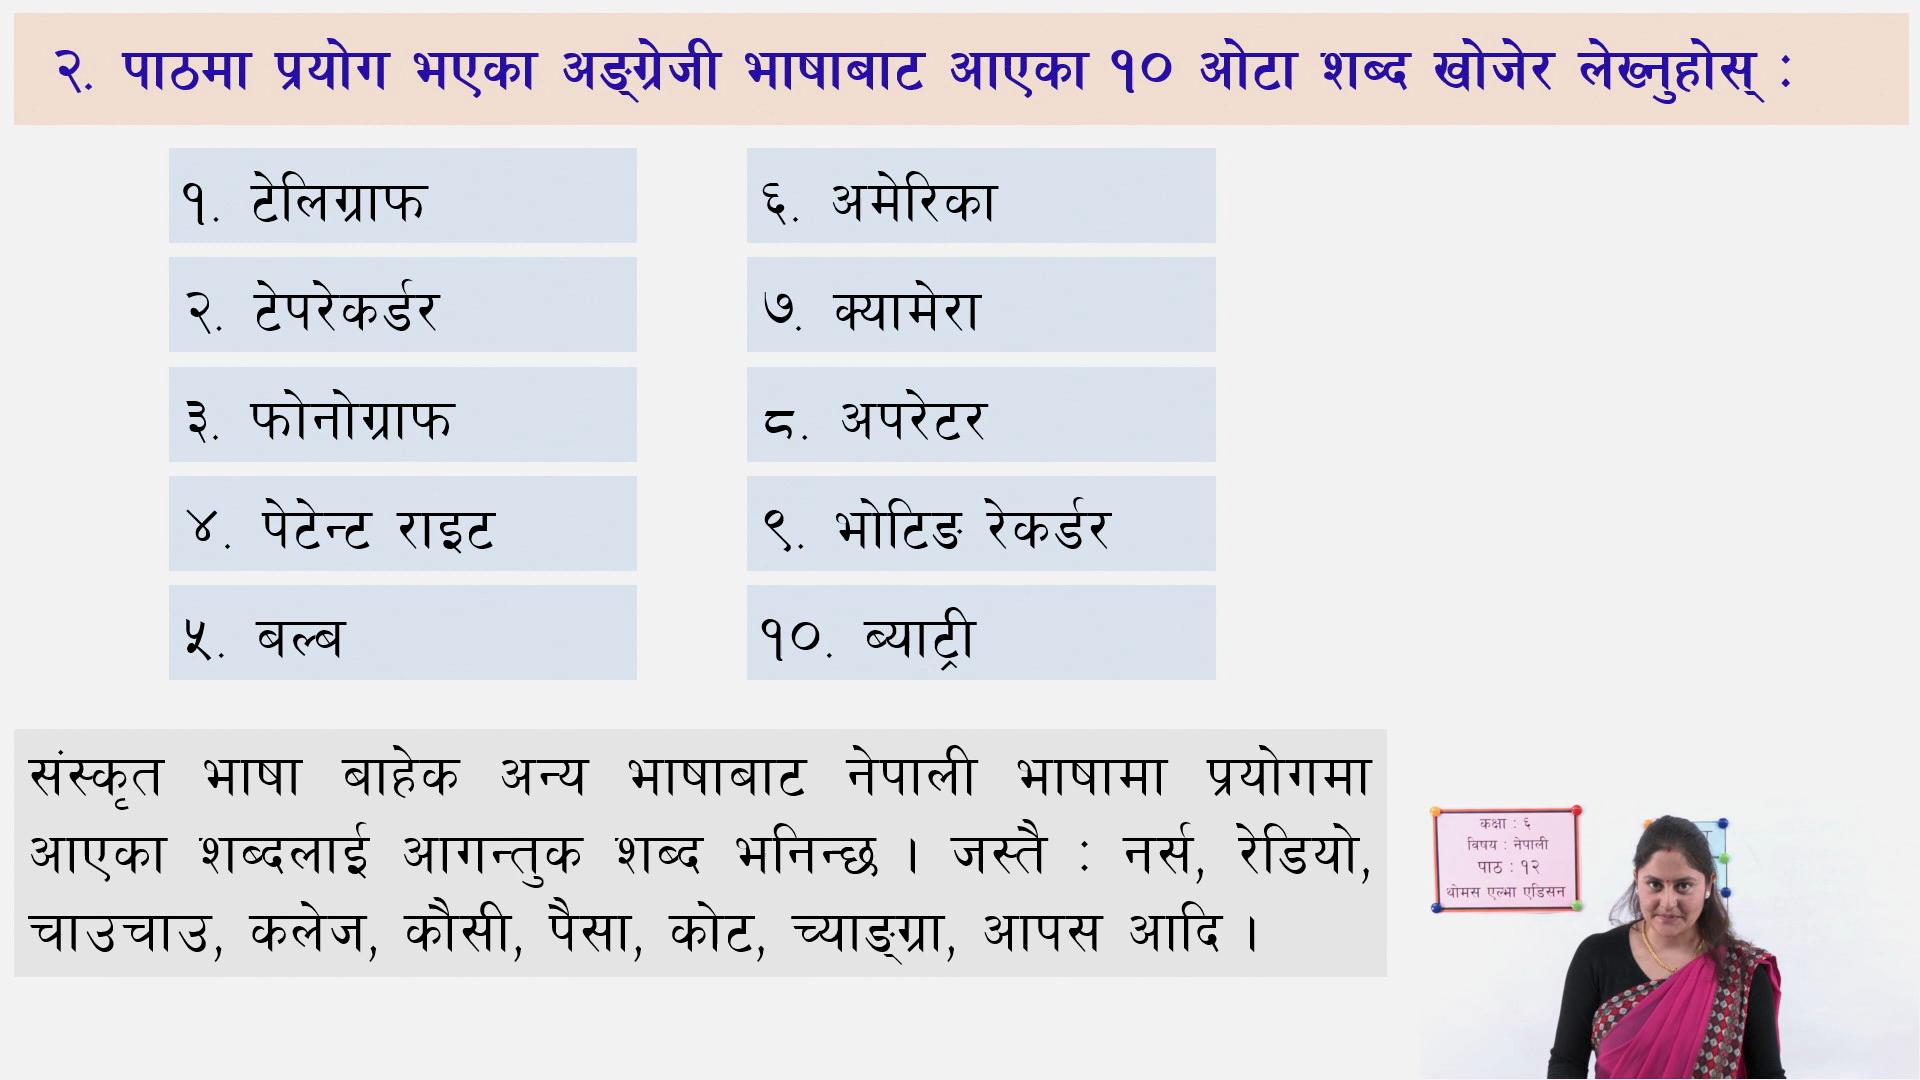 २. पाठमा प्रयोग भएका अङ्ग्रेजी भाषाबाट आएका १० ओटा शब्द खोजेर लेख्नुहोस् :
१. टेलिग्राफ
२. टेपरेकर्डर
३. फोनोग्राफ
४. पेटेन्ट राइट
५. बल्ब
६. अमेरिका
७. क्यामेरा
८. अपरेटर
९. भोटिङ रेकर्डर
१०. ब्याट्री
संस्कृत भाषा बाहेक अन्य भाषाबाट नेपाली भाषामा प्रयोगमा
आएका शब्दलाई आगन्तुक शब्द भनिन्छ । जस्तै : नर्स, रेडियो,
चाउचाउ, कलेज, कौसी, पैसा, कोट, च्याङ्ग्रा, आपस आदि ।
कक्षा : ६
विषय : नेपाली
पाठ : १२
थोमस एल्भा एडिसन